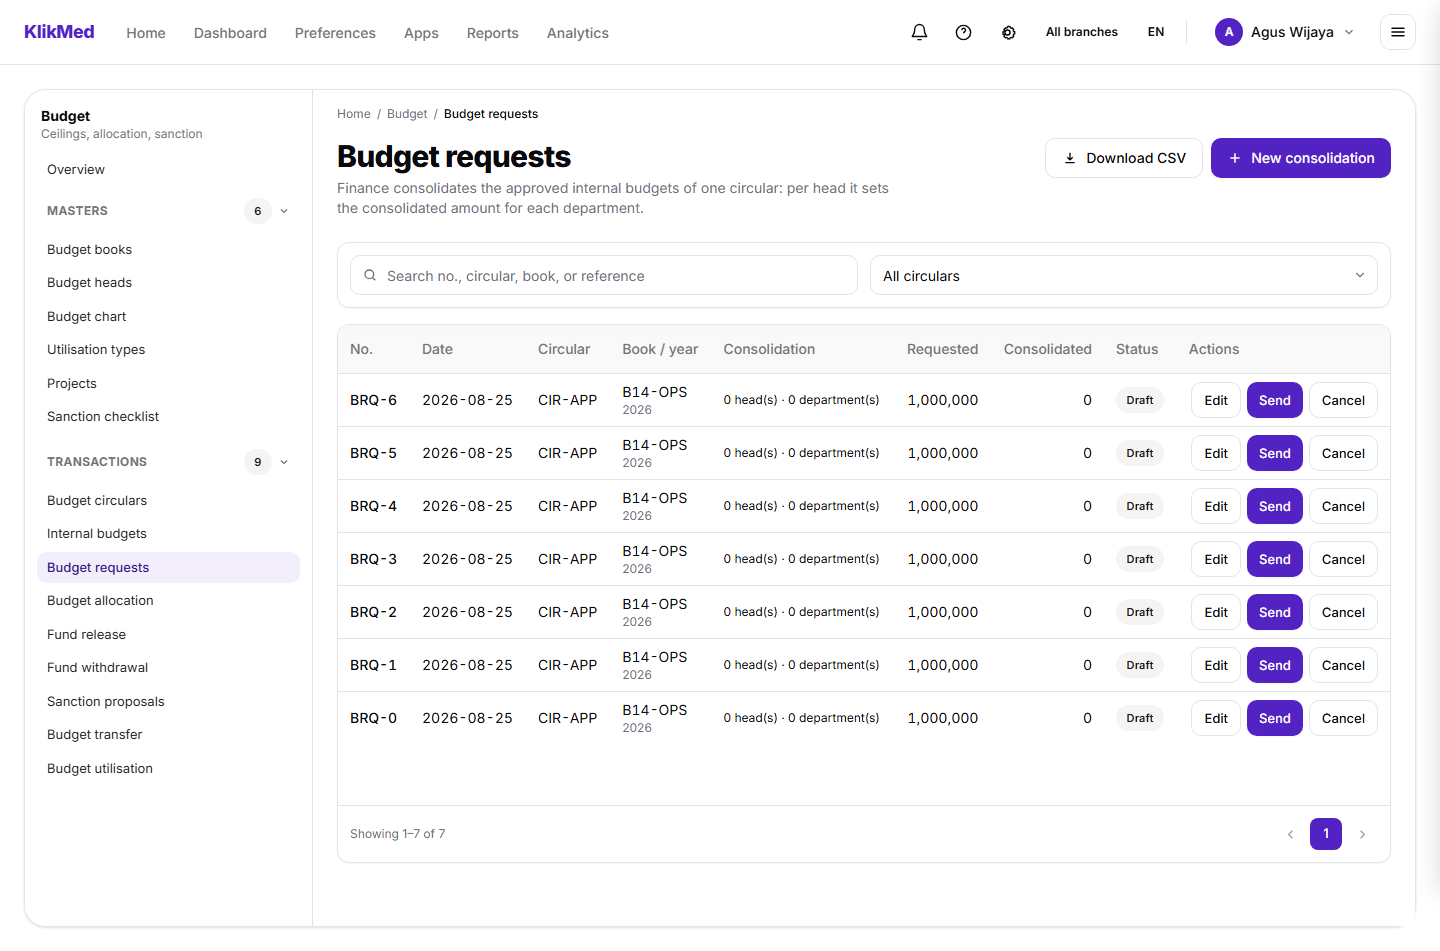 KlikMed
Home
Dashboard
Preferences
Apps
Reports
Analytics
All branches
EN
A
Agus Wijaya
Budget
Ceilings, allocation, sanction
Overview
MASTERS
6
Budget books
Budget heads
Budget chart
Utilisation types
Projects
Sanction checklist
TRANSACTIONS
9
Budget circulars
Internal budgets
Budget requests
Budget allocation
Fund release
Fund withdrawal
Sanction proposals
Budget transfer
Budget utilisation
Home / Budget / Budget requests
Budget requests
Finance consolidates the approved internal budgets of one circular: per head it sets
the consolidated amount for each department.
Download CSV
+ New consolidation
Search no., circular, book, or reference
All circulars
No. Date Circular Book / year Consolidation Requested Consolidated Status Actions
BRQ-6 2026-08-25 CIR-APP B14-OPS 0 head(s) · 0 department(s) 1,000,000 0 Draft Edit Send Cancel
2026
BRQ-5 2026-08-25 CIR-APP B14-OPS 0 head(s) · 0 department(s) 1,000,000 0 Draft Edit Send Cancel
2026
BRQ-4 2026-08-25 CIR-APP B14-OPS 0 head(s) · 0 department(s) 1,000,000 0 Draft Edit Send Cancel
2026
BRQ-3 2026-08-25 CIR-APP B14-OPS 0 head(s) · 0 department(s) 1,000,000 0 Draft Edit Send Cancel
2026
BRQ-2 2026-08-25 CIR-APP B14-OPS 0 head(s) · 0 department(s) 1,000,000 0 Draft Edit Send Cancel
2026
BRQ-1 2026-08-25 CIR-APP B14-OPS 0 head(s) · 0 department(s) 1,000,000 0 Draft Edit Send Cancel
2026
BRQ-0 2026-08-25 CIR-APP B14-OPS 0 head(s) · 0 department(s) 1,000,000 0 Draft Edit Send Cancel
2026
Showing 1–7 of 7
1